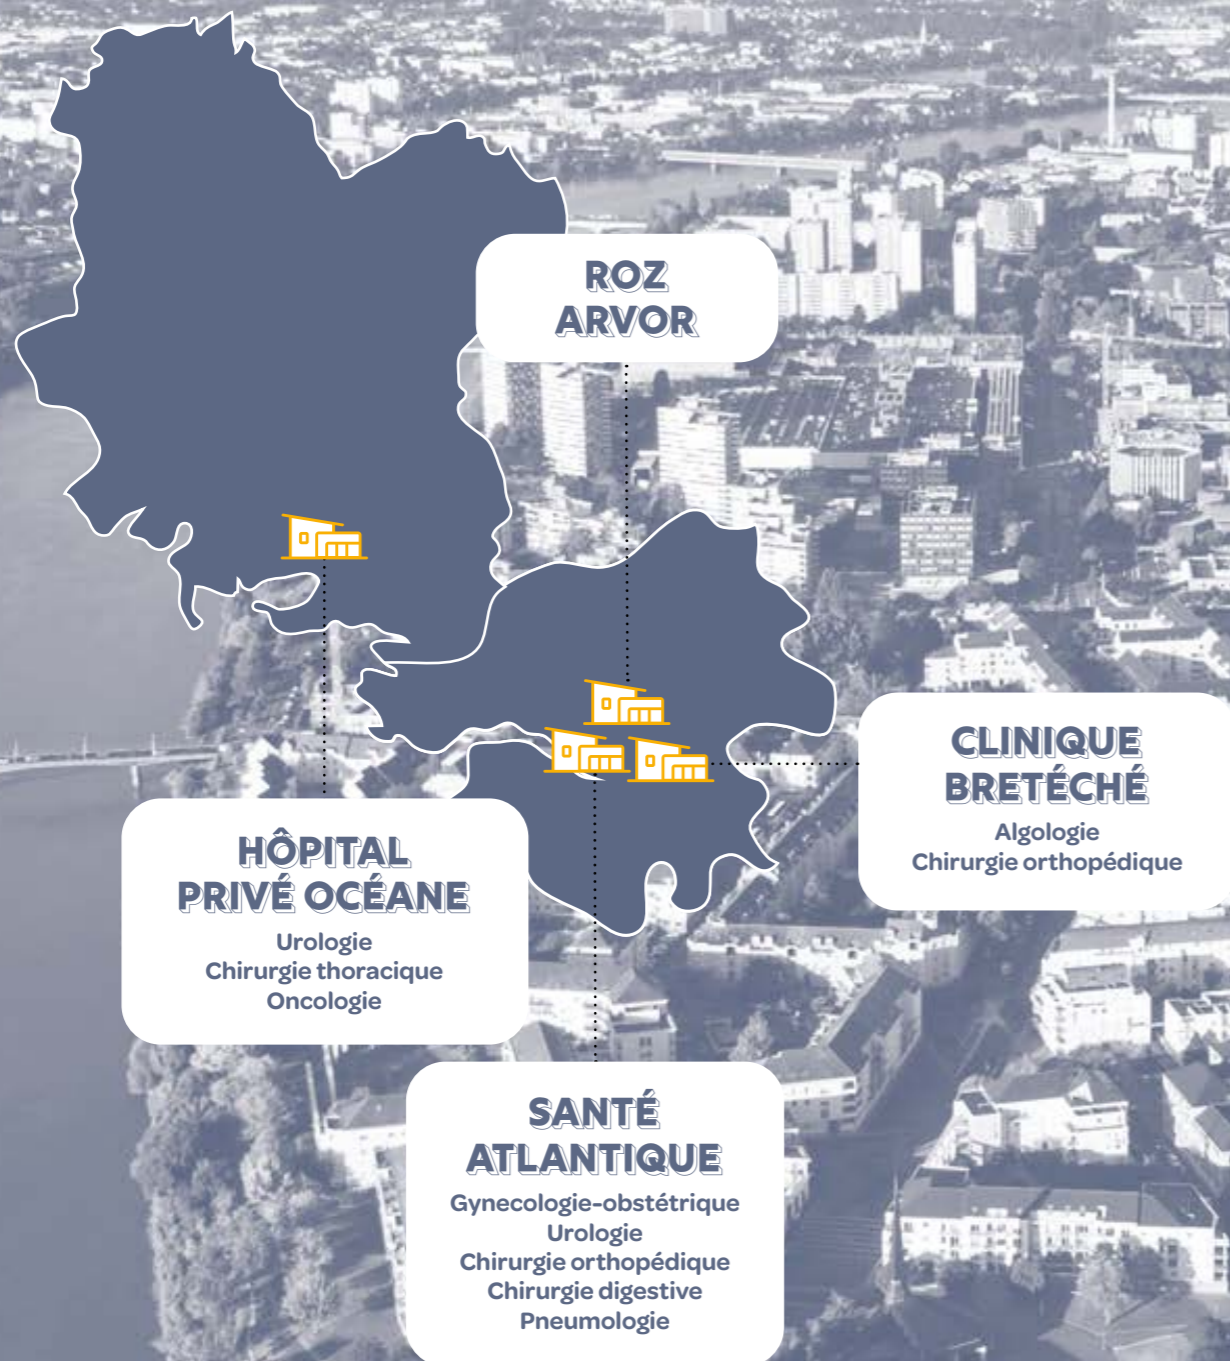 ROZ
ARVOR
CLINIQUE
BRETÉCHÉ
Algologie
Chirurgie orthopédique
HÔPITAL
PRIVÉ OCÉANE
Urologie
Chirurgie thoracique
Oncologie
SANTÉ
ATLANTIQUE
Gynecologie-obstétrique
Urologie
Chirurgie orthopédique
Chirurgie digestive
Pneumologie